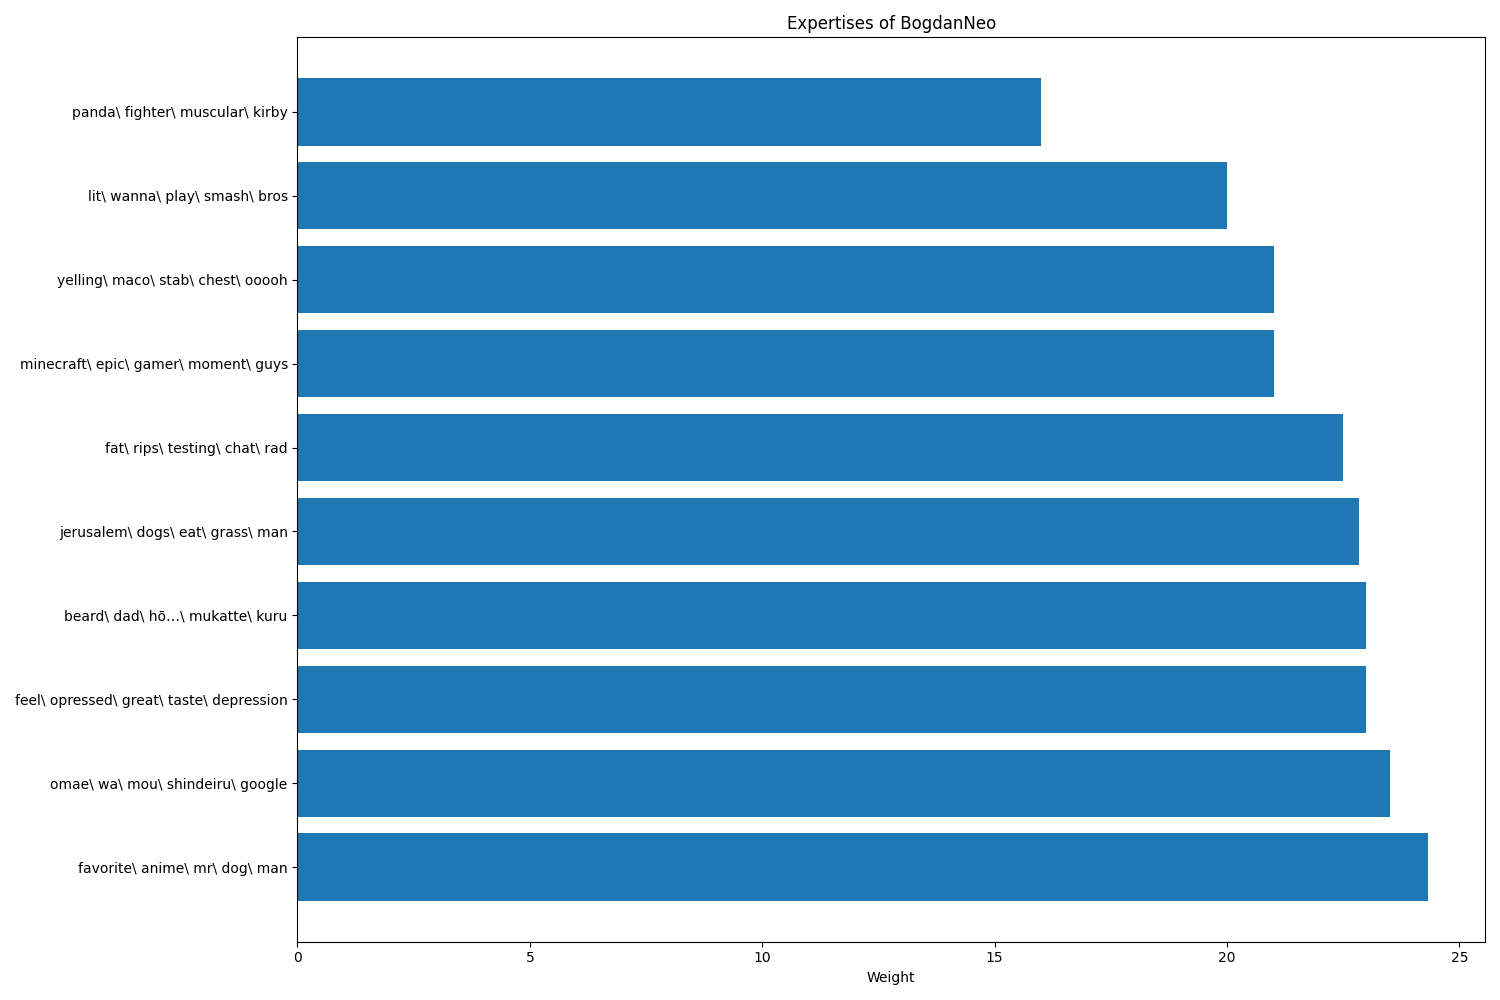 Expertises of BogdanNeo
panda\ fighter\ muscular\ kirby
lit\ wanna\ play\ smash\ bros
yelling\ maco\ stab\ chest\ ooooh
minecraft\ epic\ gamer\ moment\ guys
fat\ rips\ testing\ chat\ rad
jerusalem\ dogs\ eat\ grass\ man
beard\ dad\ hō…\ mukatte\ kuru
feel\ opressed\ great\ taste\ depression
omae\ wa\ mou\ shindeiru\ google
favorite\ anime\ mr\ dog\ man
0 5 10 15 20 25
Weight